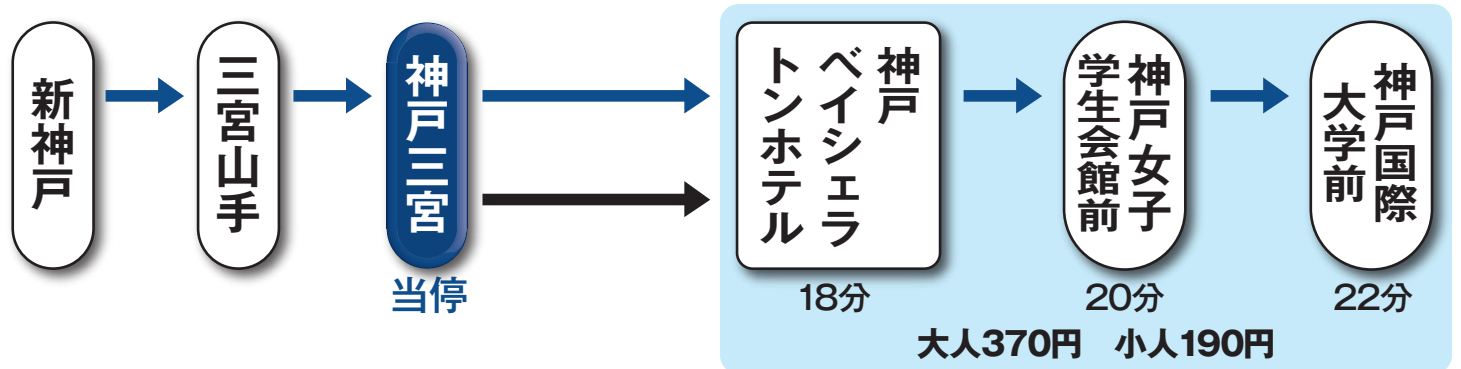 新神戸
三宮山手
神戸三宮
当停
神戸
ベイシェラ
トンホテル
18分
神戸女子
学生会館前
20分
神戸国際
大学前
22分
大人370円 小人190円